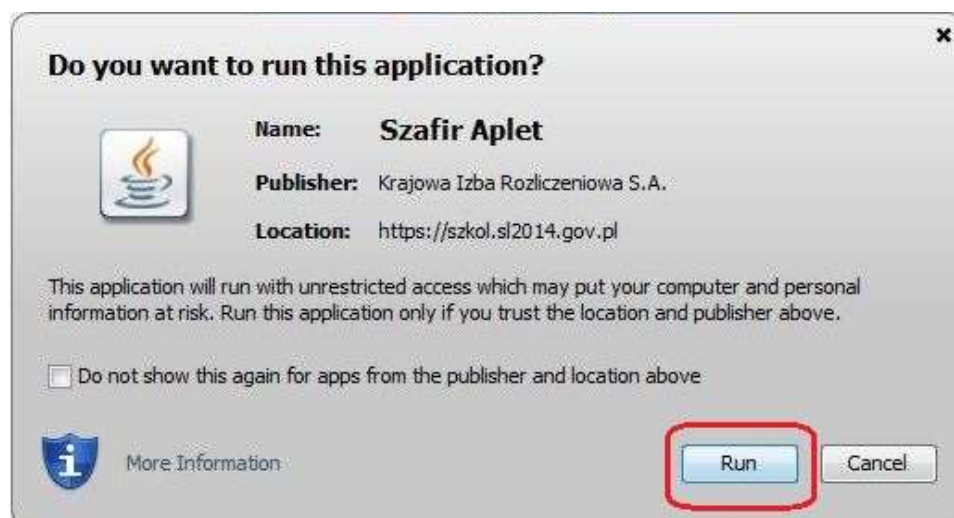 Do you want to run this application?
Name: Szafir Aplet
Publisher: Krajowa Izba Rozliczeniowa S.A.
Location: https://szkol.sl2014.gov.pl
This application will run with unrestricted access which may put your computer and personal
information at risk. Run this application only if you trust the location and publisher above.
Do not show this again for apps from the publisher and location above
More Information
Run
Cancel